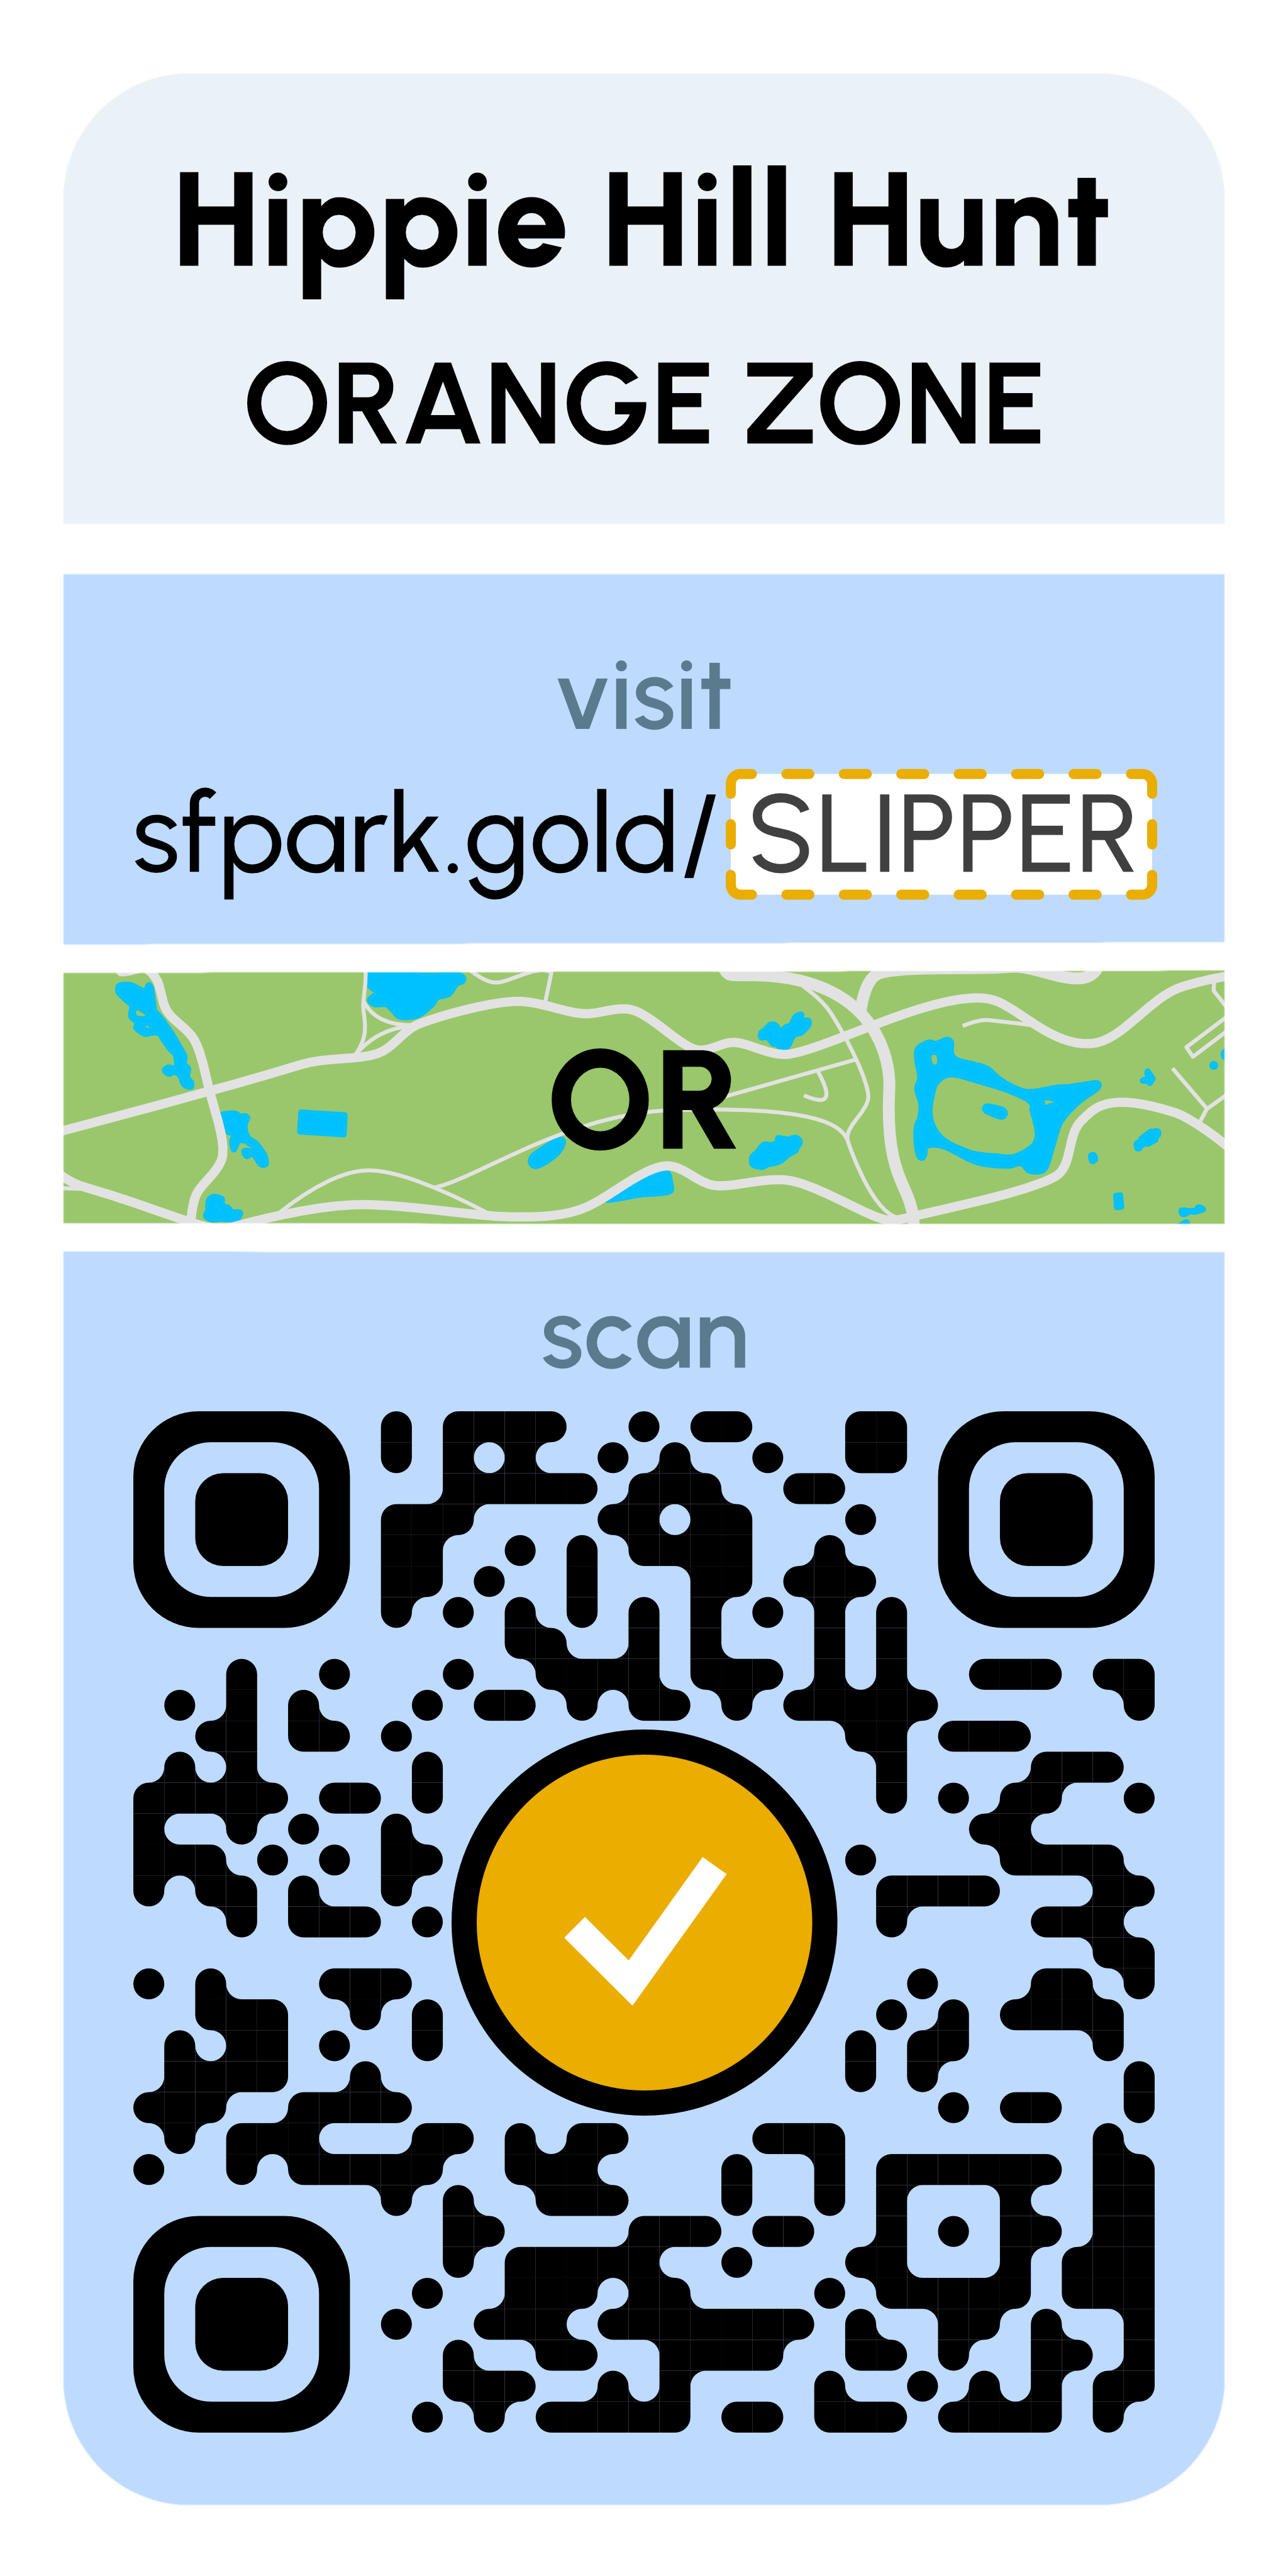 Hippie Hill Hunt
ORANGE ZONE
visit
sfpark.gold/SLIPPER
OR
scan